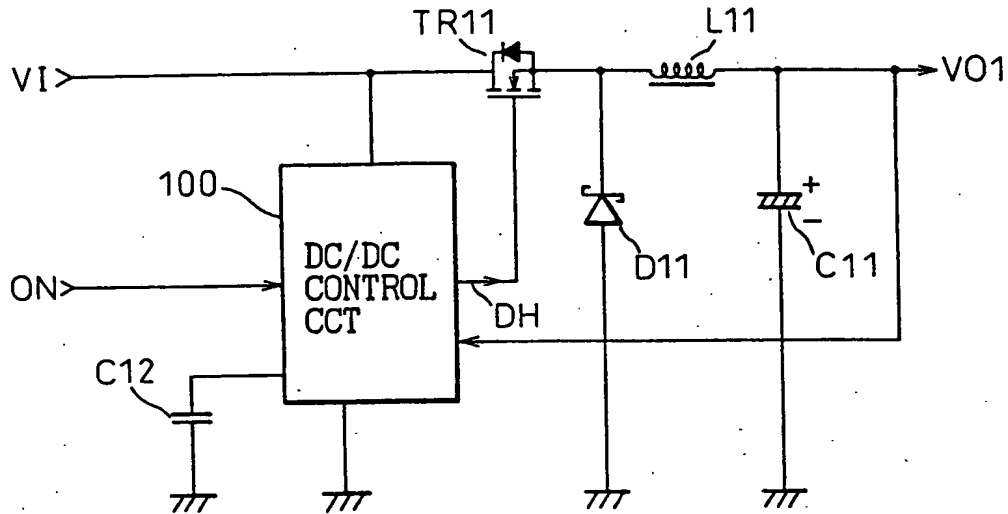 TR11
L11
VI
VO1
100
DC/DC
CONTROL
CCT
ON
DH
D11
+
-
C11
C12